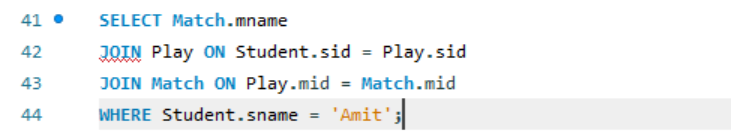 41 SELECT Match.mname
42 JOIN Play ON Student.sid = Play.sid
43 JOIN Match ON Play.mid = Match.mid
44 WHERE Student.sname = 'Amit';